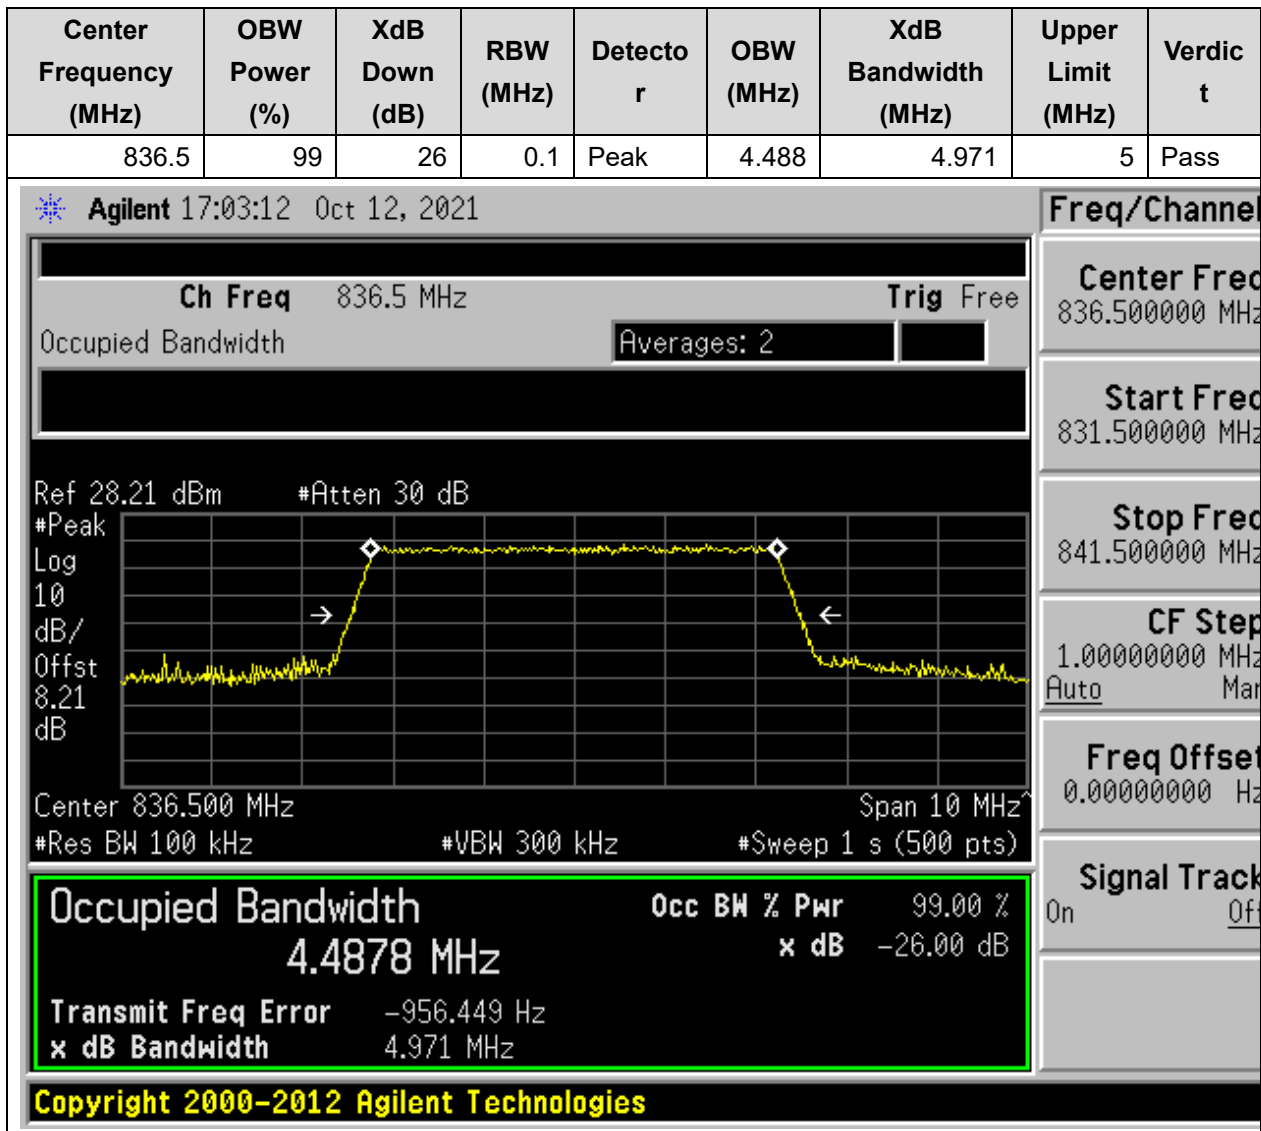 Center Frequency (MHz) OBW Power (%) XdB Down (dB) RBW (MHz) Detecto r OBW (MHz) XdB Bandwidth (MHz) Upper Limit (MHz) Verdic t
836.5 99 26 0.1 Peak 4.488 4.971 5 Pass
Agilent 17:03:12 Oct 12, 2021
Freq/Channel
Ch Freq 836.5 MHz Trig Free
Occupied Bandwidth Averages: 2
Center Freq
836.500000 MHz
Start Freq
831.500000 MHz
Stop Freq
841.500000 MHz
CF Step
1.00000000 MHz
Auto Man
Freq Offset
0.00000000 Hz
Signal Track
On Off
Ref 28.21 dBm #Atten 30 dB
#Peak
Log
10
dB/
Offst
8.21
dB
Center 836.500 MHz Span 10 MHz^
#Res BW 100 kHz #VBW 300 kHz #Sweep 1 s (500 pts)
Occupied Bandwidth
4.4878 MHz
Occ BW % Pwr 99.00 %
x dB -26.00 dB
Transmit Freq Error -956.449 Hz
x dB Bandwidth 4.971 MHz
Copyright 2000-2012 Agilent Technologies